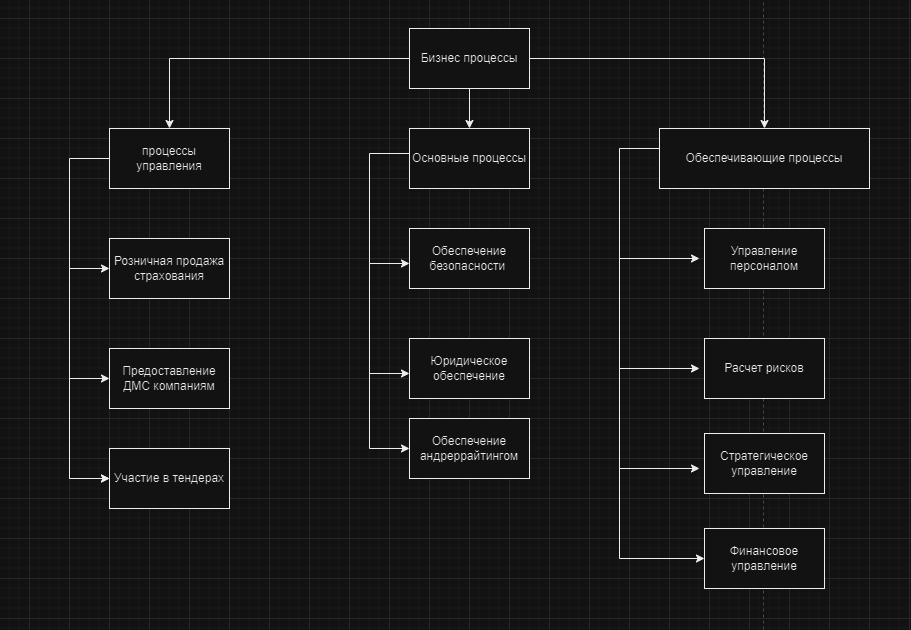 Бизнес процессы
процессы
управления
Основные процессы
Обеспечивающие процессы
Розничная продажа
страхования
Предоставление
ДМС компаниям
Участие в тендерах
Обеспечение
безопасности
Юридическое
обеспечение
Обеспечение
андреррайтингом
Управление
персоналом
Расчет рисков
Стратегическое
управление
Финансовое
управление